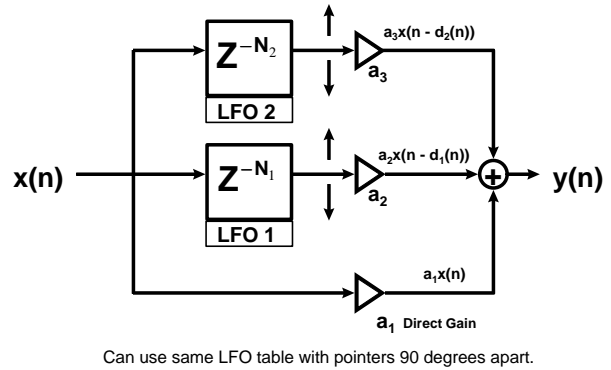 a₃x(n - d₂(n))
Z⁻ᴺ₂
a₃
LFO 2
a₂x(n - d₁(n))
x(n)
Z⁻ᴺ₁
+
y(n)
a₂
LFO 1
a₁x(n)
a₁ Direct Gain
Can use same LFO table with pointers 90 degrees apart.